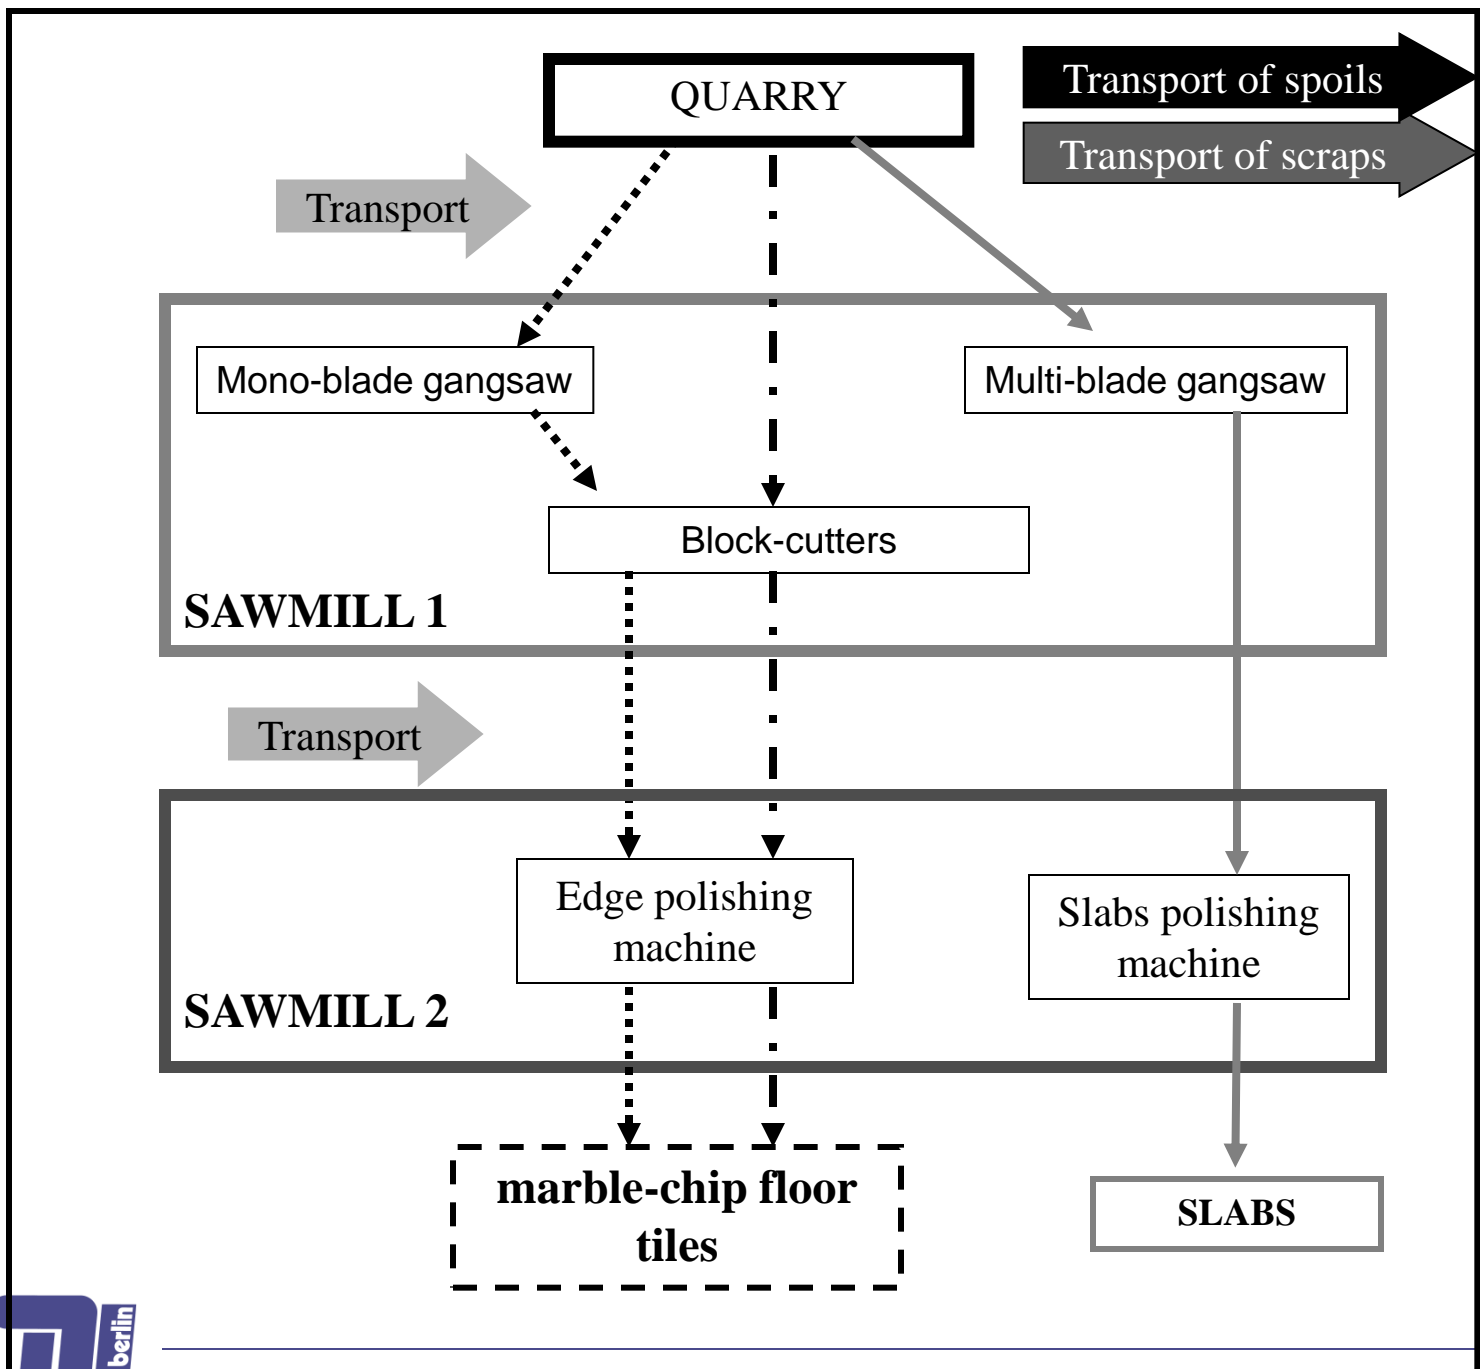 QUARRY
Transport of spoils
Transport of scraps
Transport
Mono-blade gangsaw
Multi-blade gangsaw
Block-cutters
SAWMILL 1
Transport
Edge polishing
machine
Slabs polishing
machine
SAWMILL 2
marble-chip floor
tiles
SLABS
berlin